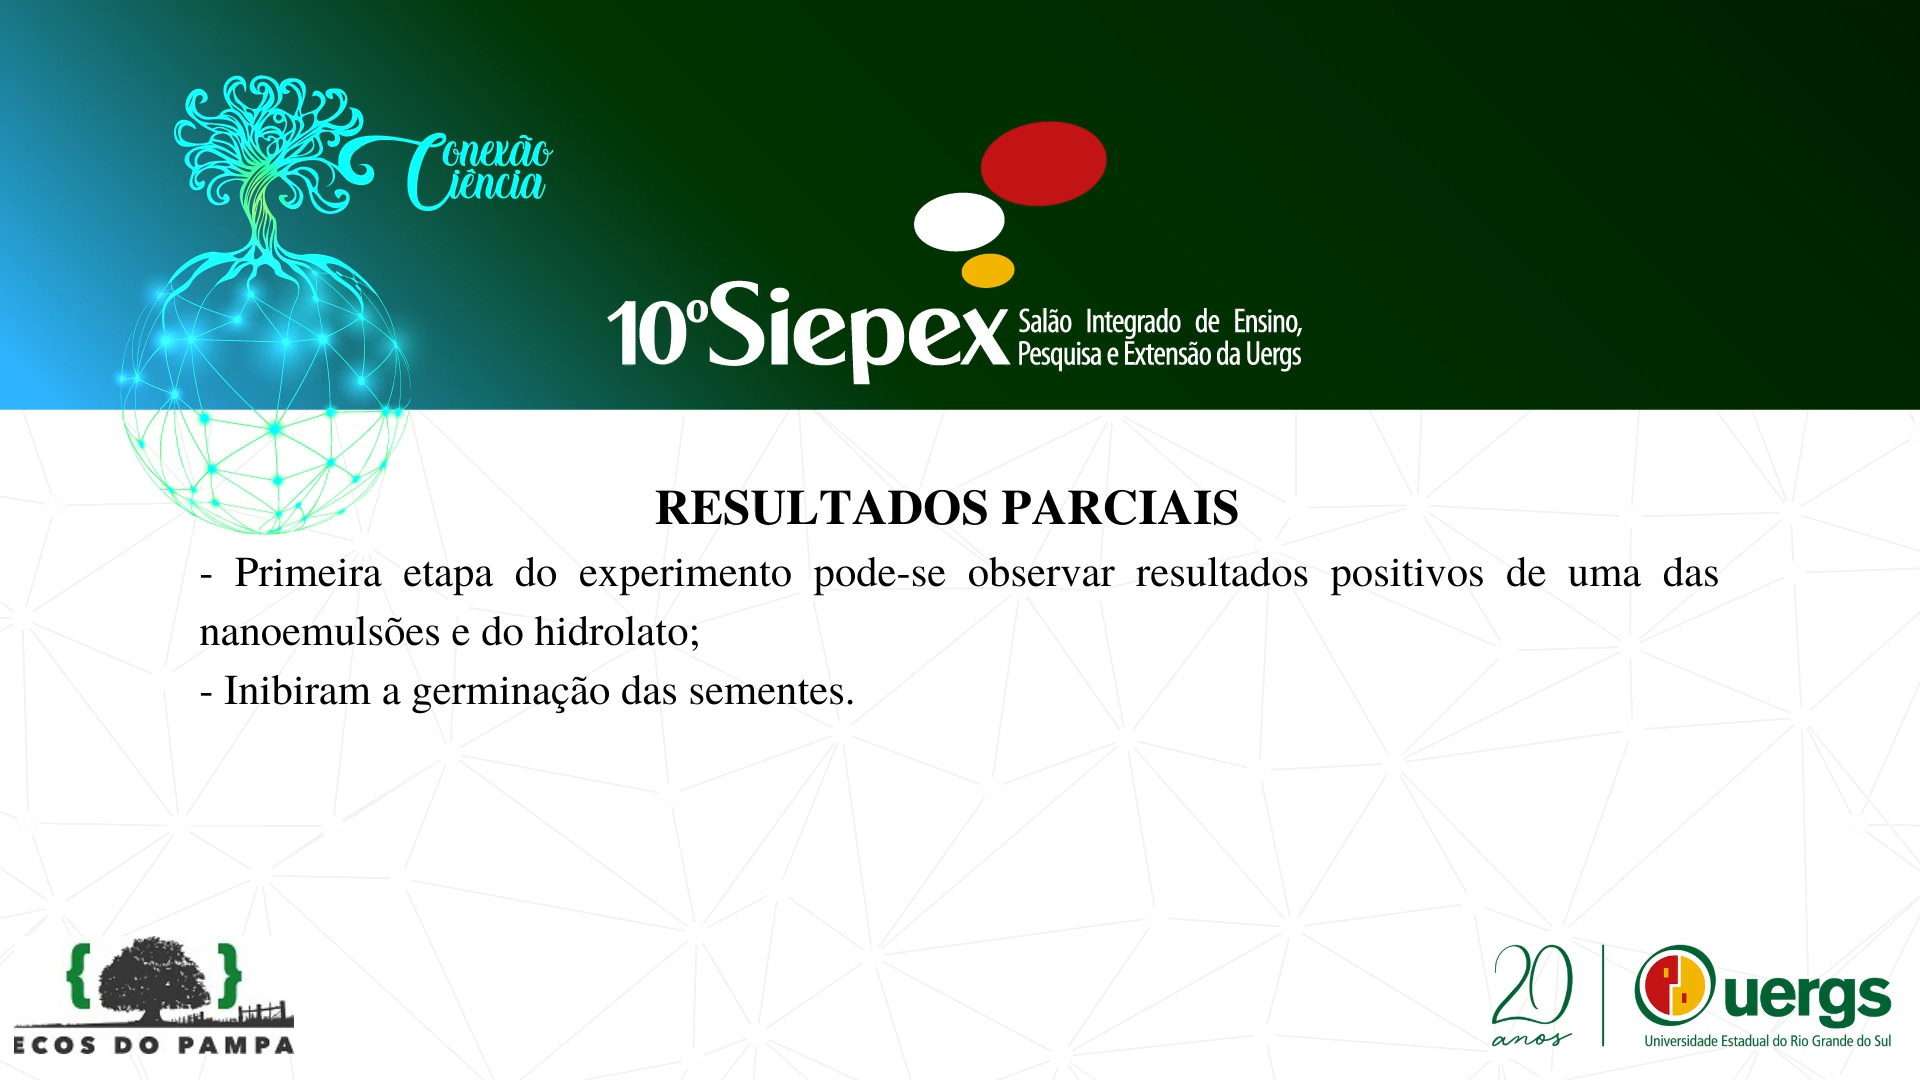 Conexão
Ciência
10º Siepex Salão Integrado de Ensino,
Pesquisa e Extensão da Uergs
RESULTADOS PARCIAIS
- Primeira etapa do experimento pode-se observar resultados positivos de uma das
nanoemulsões e do hidrolato;
- Inibiram a germinação das sementes.
{ }
ECOS DO PAMPA
20
anos
uergs
Universidade Estadual do Rio Grande do Sul